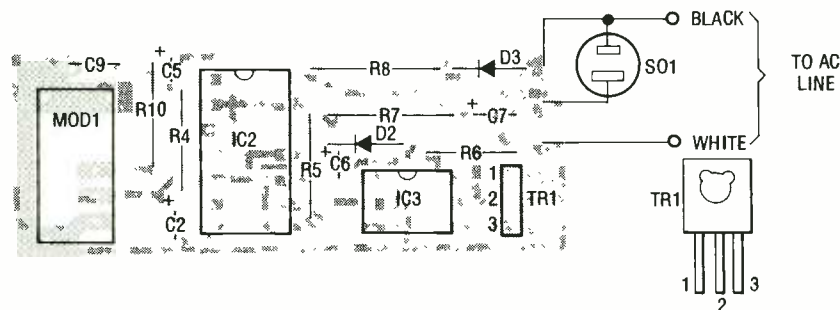 BLACK
C9
C5
R8
D3
SO1
TO AC
LINE
MOD1
R10
R4
IC2
R7
C7
D2
R5
C6
R6
WHITE
C2
IC3
1
2
3
TR1
TR1
1
2
3